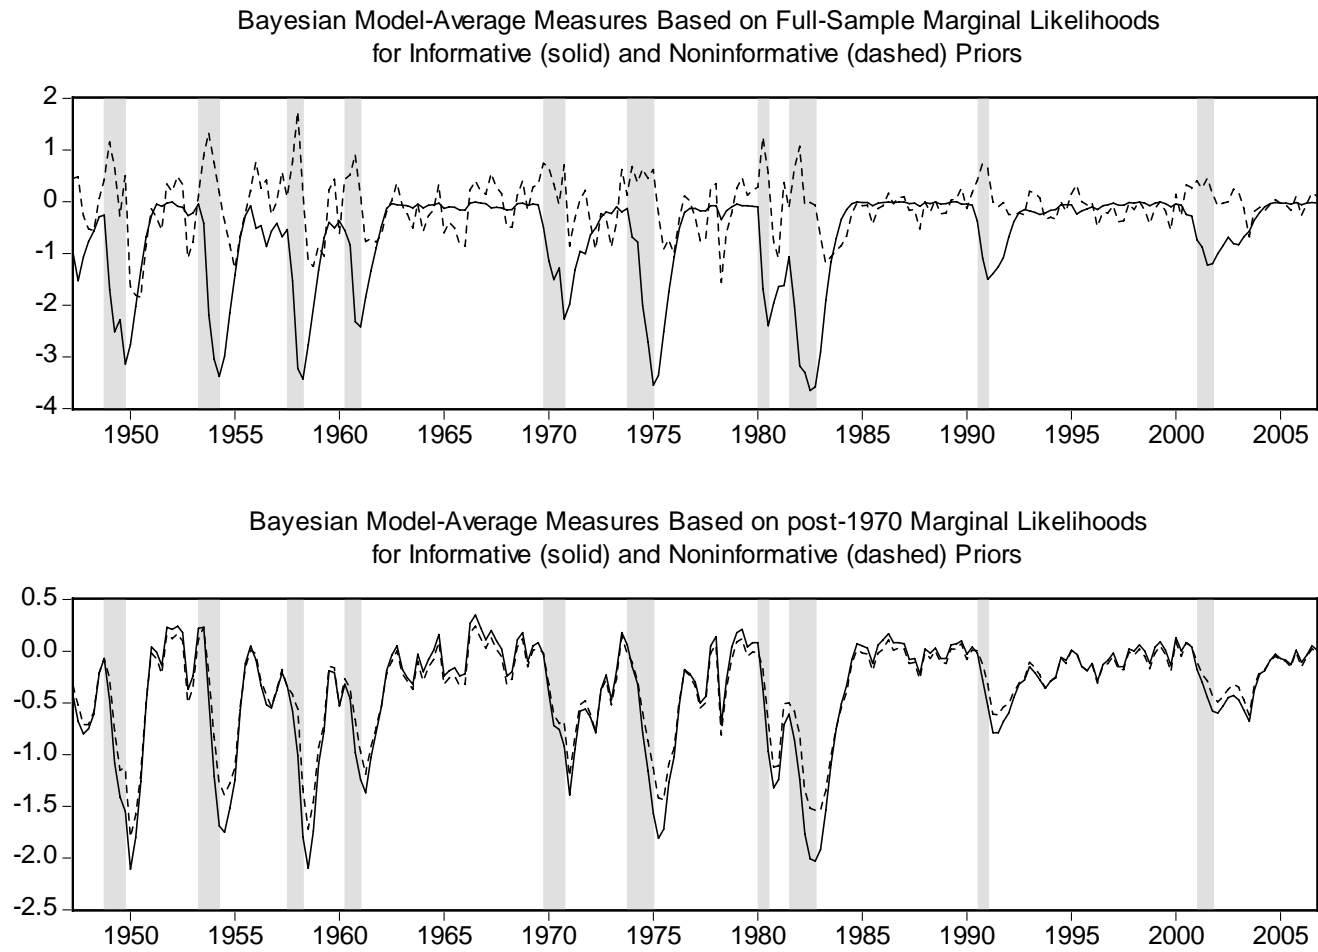 Bayesian Model-Average Measures Based on Full-Sample Marginal Likelihoods
for Informative (solid) and Noninformative (dashed) Priors
2
1
0
-1
-2
-3
-4
1950 1955 1960 1965 1970 1975 1980 1985 1990 1995 2000 2005
Bayesian Model-Average Measures Based on post-1970 Marginal Likelihoods
for Informative (solid) and Noninformative (dashed) Priors
0.5
0.0
-0.5
-1.0
-1.5
-2.0
-2.5
1950 1955 1960 1965 1970 1975 1980 1985 1990 1995 2000 2005